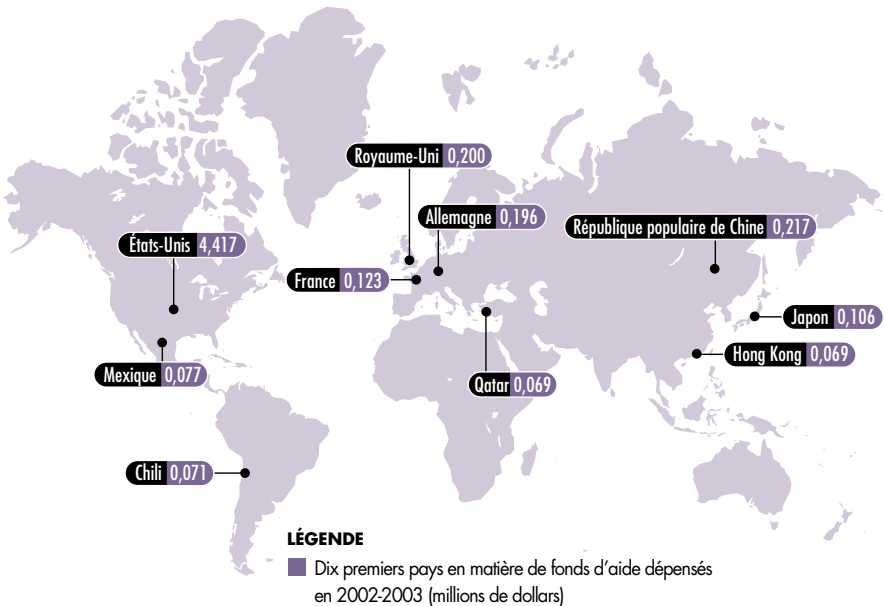 Royaume-Uni 0,200
Allemagne 0,196
République populaire de Chine 0,217
États-Unis 4,417
France 0,123
Japon 0,106
Hong Kong 0,069
Mexique 0,077
Qatar 0,069
Chili 0,071
LÉGENDE
Dix premiers pays en matière de fonds d'aide dépensés
en 2002-2003 (millions de dollars)